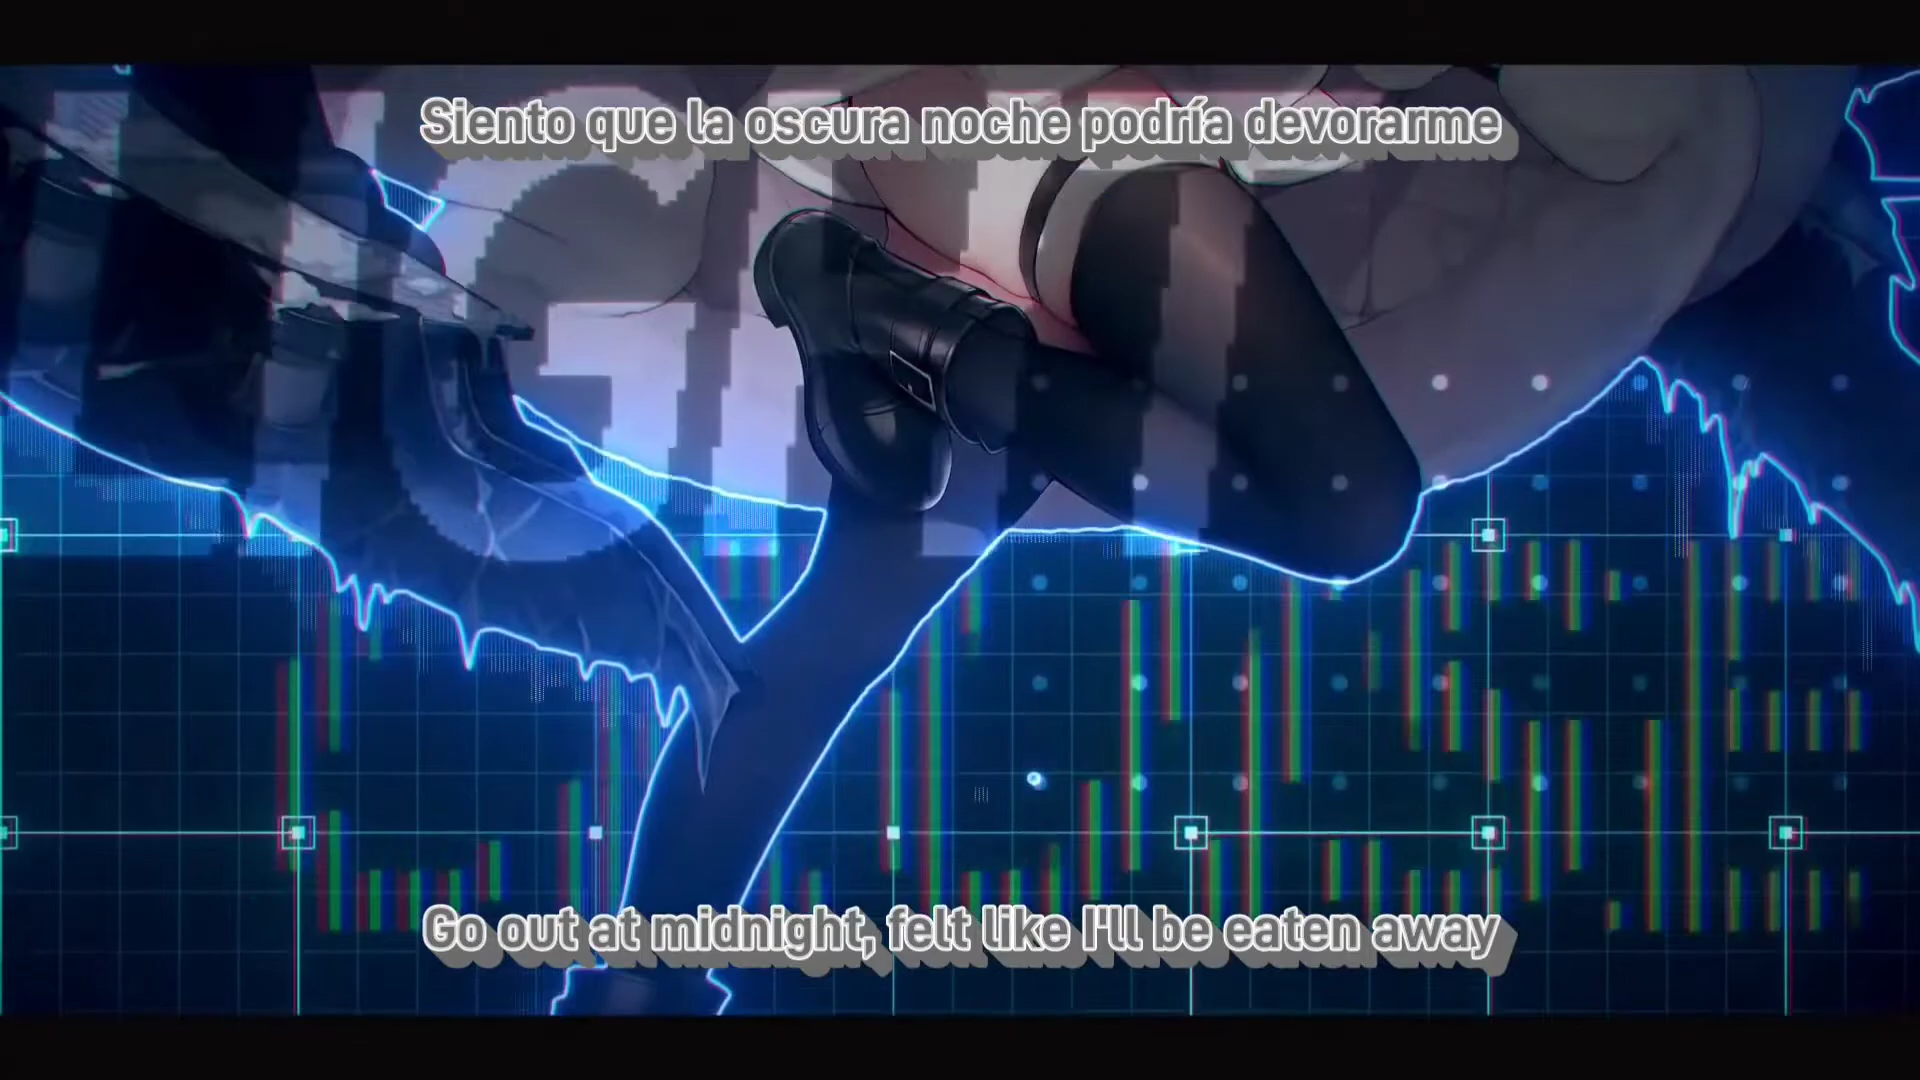 Siento que la oscura noche podría devorarme
Go out at midnight, felt like I'll be eaten away